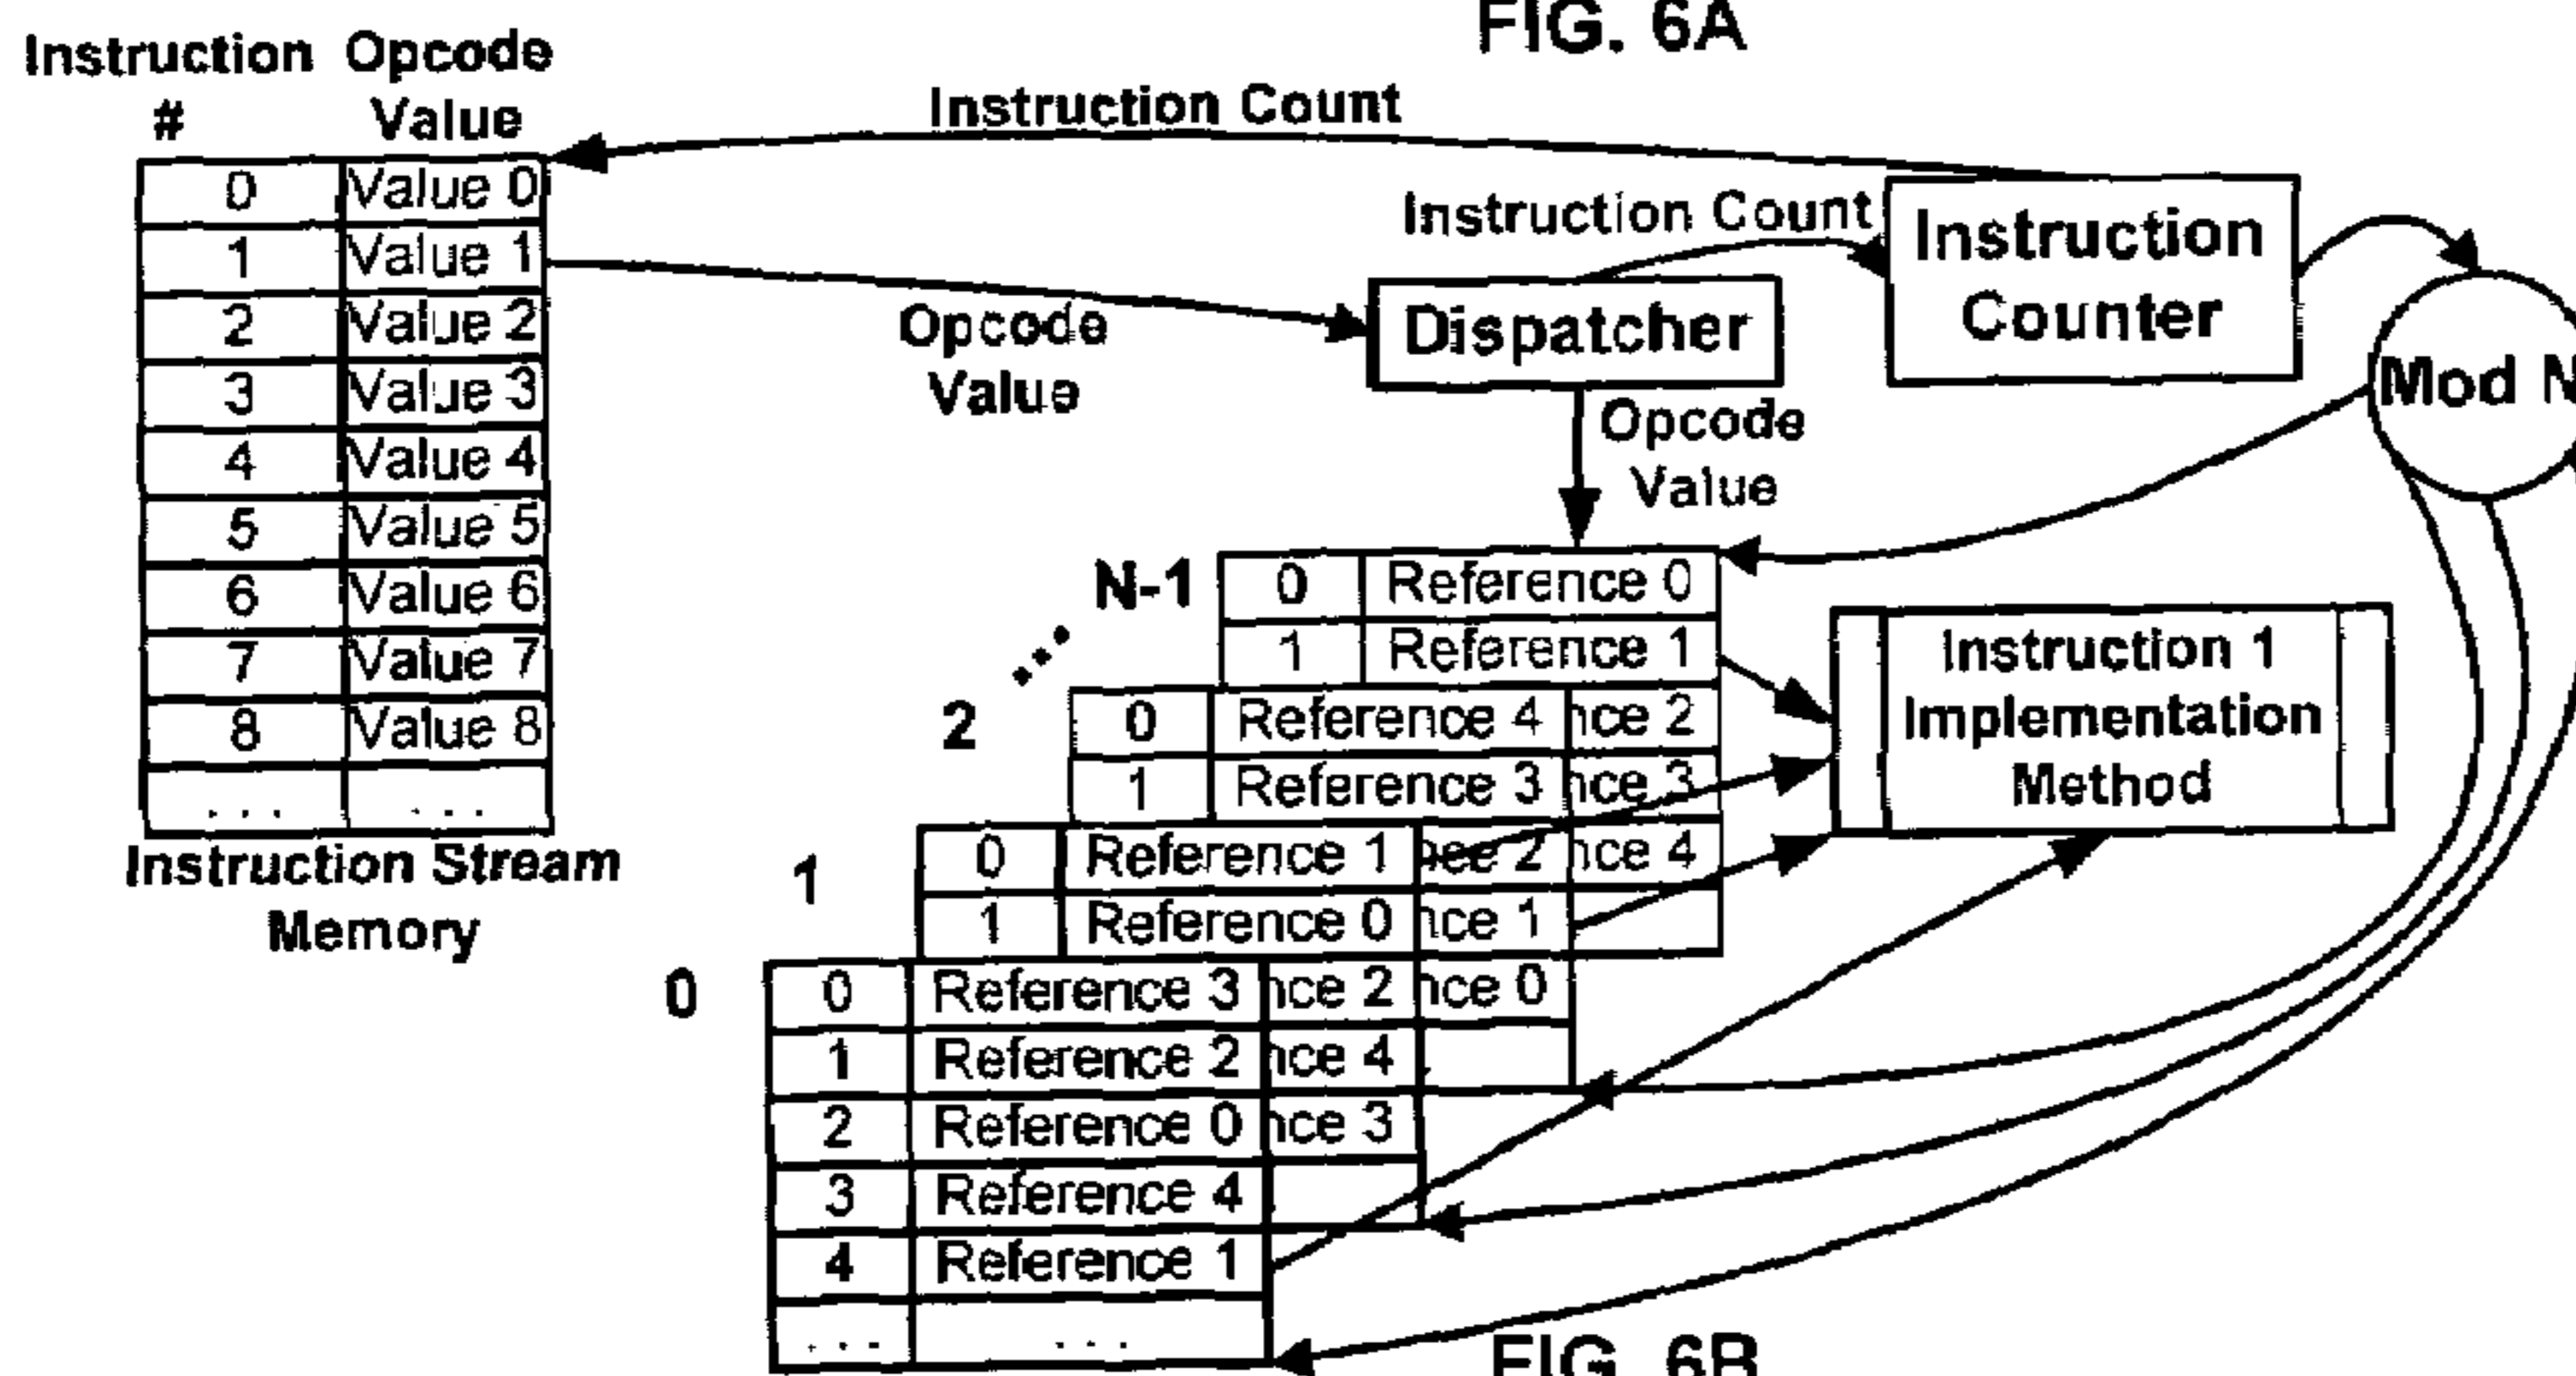 FIG. 6A
Instruction Opcode
# Value
Instruction Count
0 Value 0
1 Value 1
2 Value 2
3 Value 3
4 Value 4
5 Value 5
6 Value 6
7 Value 7
8 Value 8
... ...
Instruction Stream
Memory
Opcode
Value
Instruction Count
Dispatcher
Instruction
Counter
Mod N
Opcode
Value
N-1
0 Reference 0
1 Reference 1
2
0 Reference 4 nce 2
1 Reference 3 nce 3
1
0 Reference 1 nce 2 nce 4
1 Reference 0 nce 1
0
0 Reference 3 nce 2 nce 0
1 Reference 2 nce 4
2 Reference 0 nce 3
3 Reference 4
4 Reference 1
... ...
Instruction 1
Implementation
Method
FIG. 6B